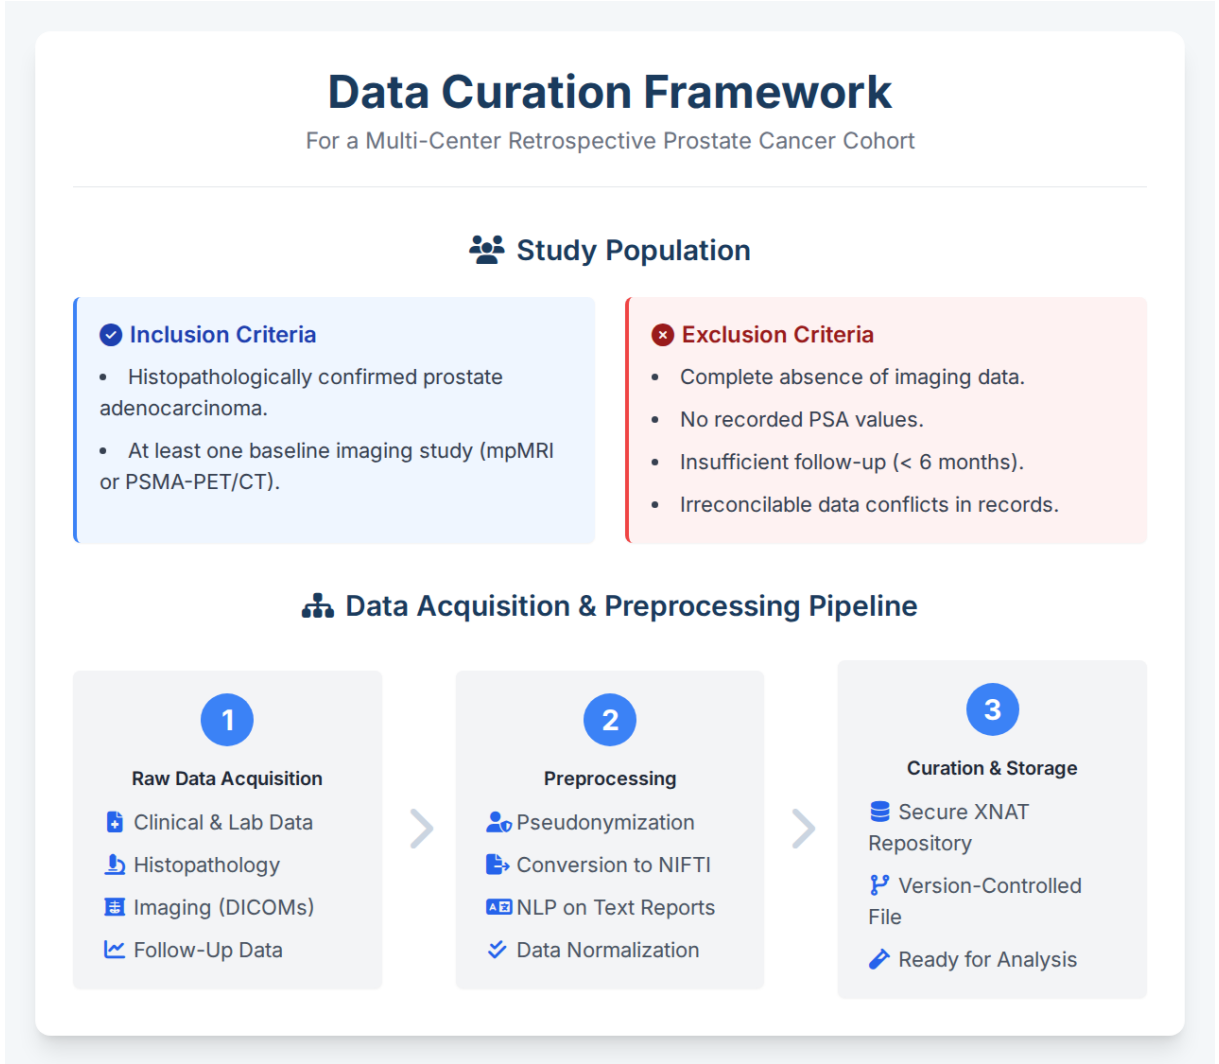 Data Curation Framework
For a Multi-Center Retrospective Prostate Cancer Cohort
Study Population
Inclusion Criteria
• Histopathologically confirmed prostate
adenocarcinoma.
• At least one baseline imaging study (mpMRI
or PSMA-PET/CT).
Exclusion Criteria
• Complete absence of imaging data.
• No recorded PSA values.
• Insufficient follow-up (< 6 months).
• Irreconcilable data conflicts in records.
Data Acquisition & Preprocessing Pipeline
1
Raw Data Acquisition
Clinical & Lab Data
Histopathology
Imaging (DICOMs)
Follow-Up Data
2
Preprocessing
Pseudonymization
Conversion to NIFTI
NLP on Text Reports
Data Normalization
3
Curation & Storage
Secure XNAT
Repository
Version-Controlled
File
Ready for Analysis